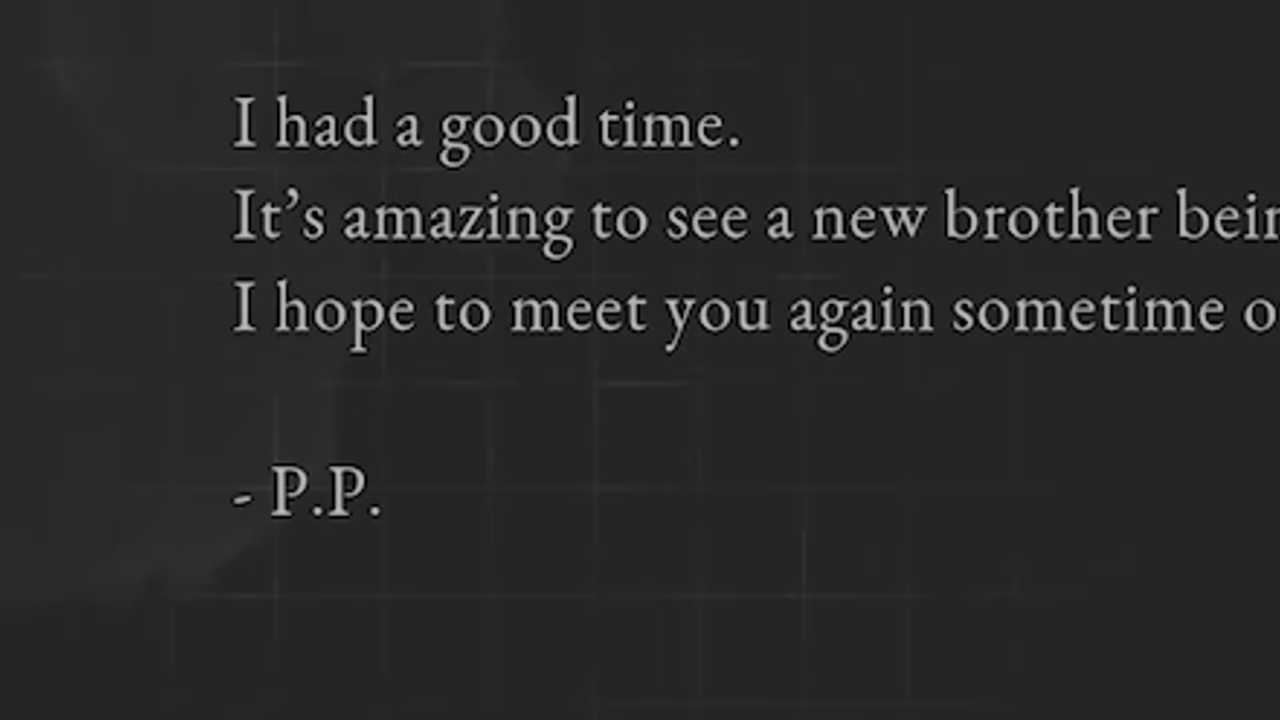 I had a good time.
It’s amazing to see a new brother
I hope to meet you again sometime
- P.P.